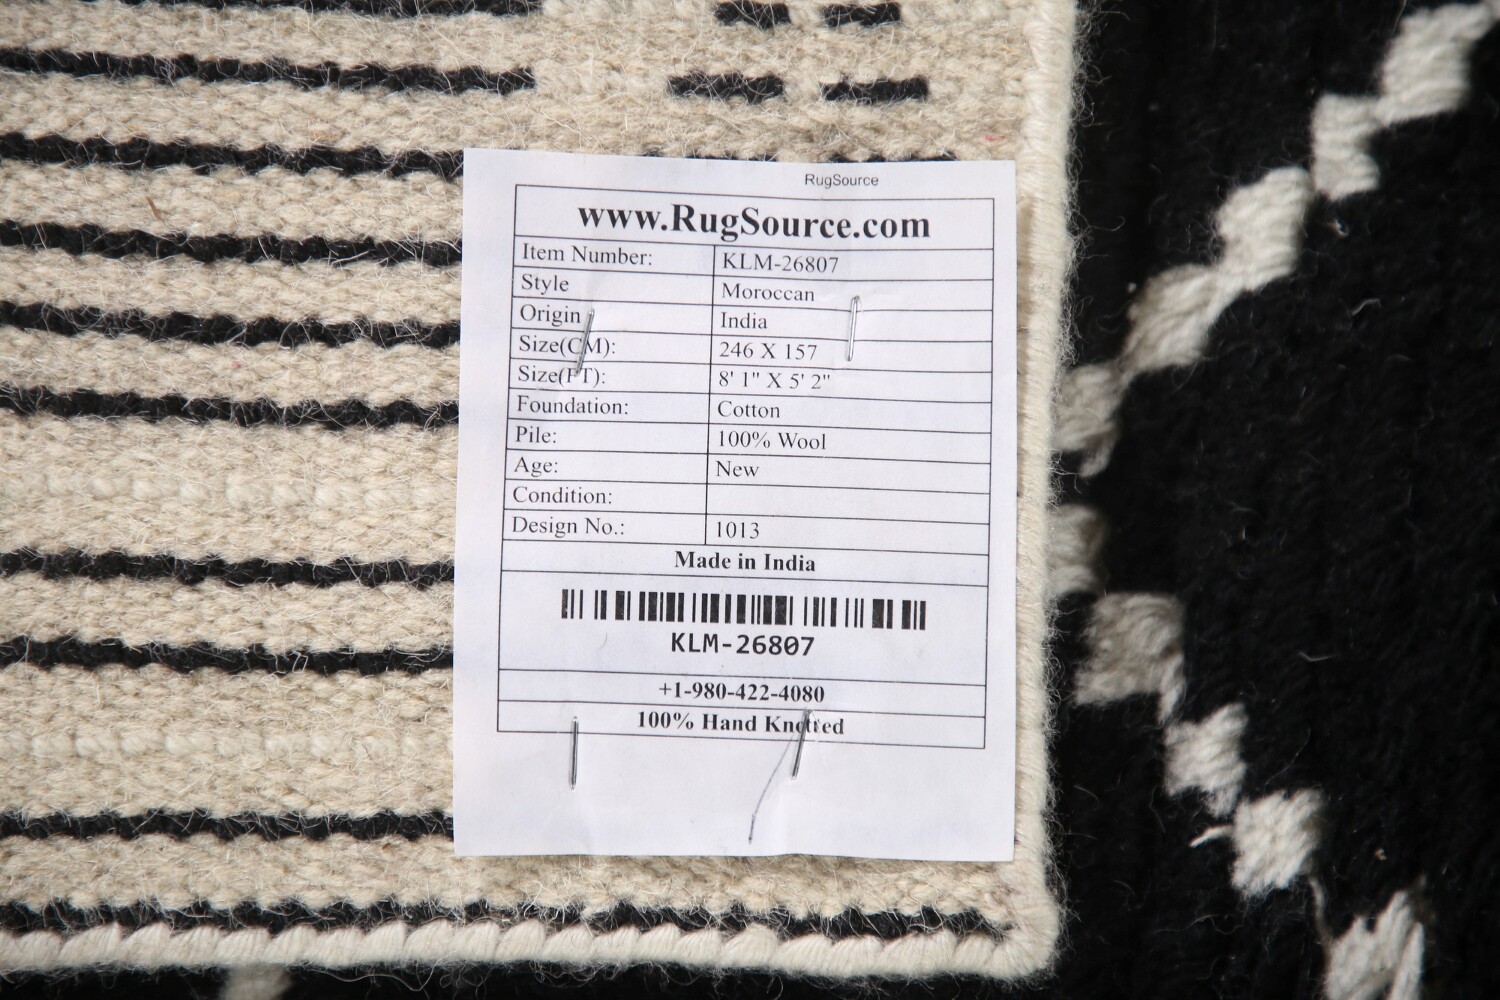 RugSource
www.RugSource.com
Item Number: KLM-26807
Style Moroccan
Origin India
Size(CM): 246 X 157
Size(FT): 8' 1" X 5' 2"
Foundation: Cotton
Pile: 100% Wool
Age: New
Condition:
Design No.: 1013
Made in India
KLM-26807
+1-980-422-4080
100% Hand Knotted